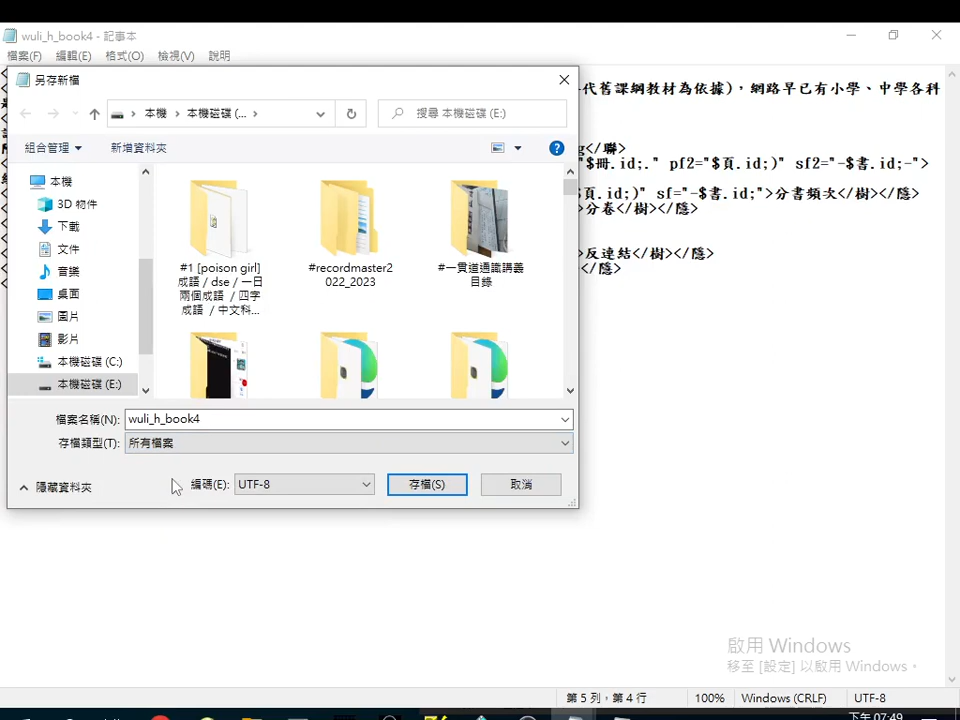 wuli_h_book4 - 記事本
檔案(F) 編輯(E) 格式(O) 檢視(V) 說明
另存新檔
代舊課綱教材為依據), 網路早已有小學、中學各科
本機 本機磁碟 (... 搜尋 本機磁碟 (E:)
組合管理 新增資料夾
g</聯>
"$冊.id;." pf2="$頁.id;)" sf2="-$書.id;-">
頁.id;)" sf="-$書.id;">分書頻次</樹></隱>
>分卷</樹></隱>
>反連結</樹></隱>
</隱>
本機
3D 物件
下載
文件
音樂
桌面
圖片
影片
本機磁碟 (C:)
本機磁碟 (E:)
#1 [poison girl]
成語 / dse / 一日
兩個成語 / 四字
成語 / 中文科...
#recordmaster2
022_2023
#一貫道通識講義
目錄
檔案名稱(N): wuli_h_book4
存檔類型(T): 所有檔案
隱藏資料夾 編碼(E): UTF-8 存檔(S) 取消
啟用 Windows
移至 [設定] 以啟用 Windows。
第 5 列，第 4 行 100% Windows (CRLF) UTF-8
下午 07:49